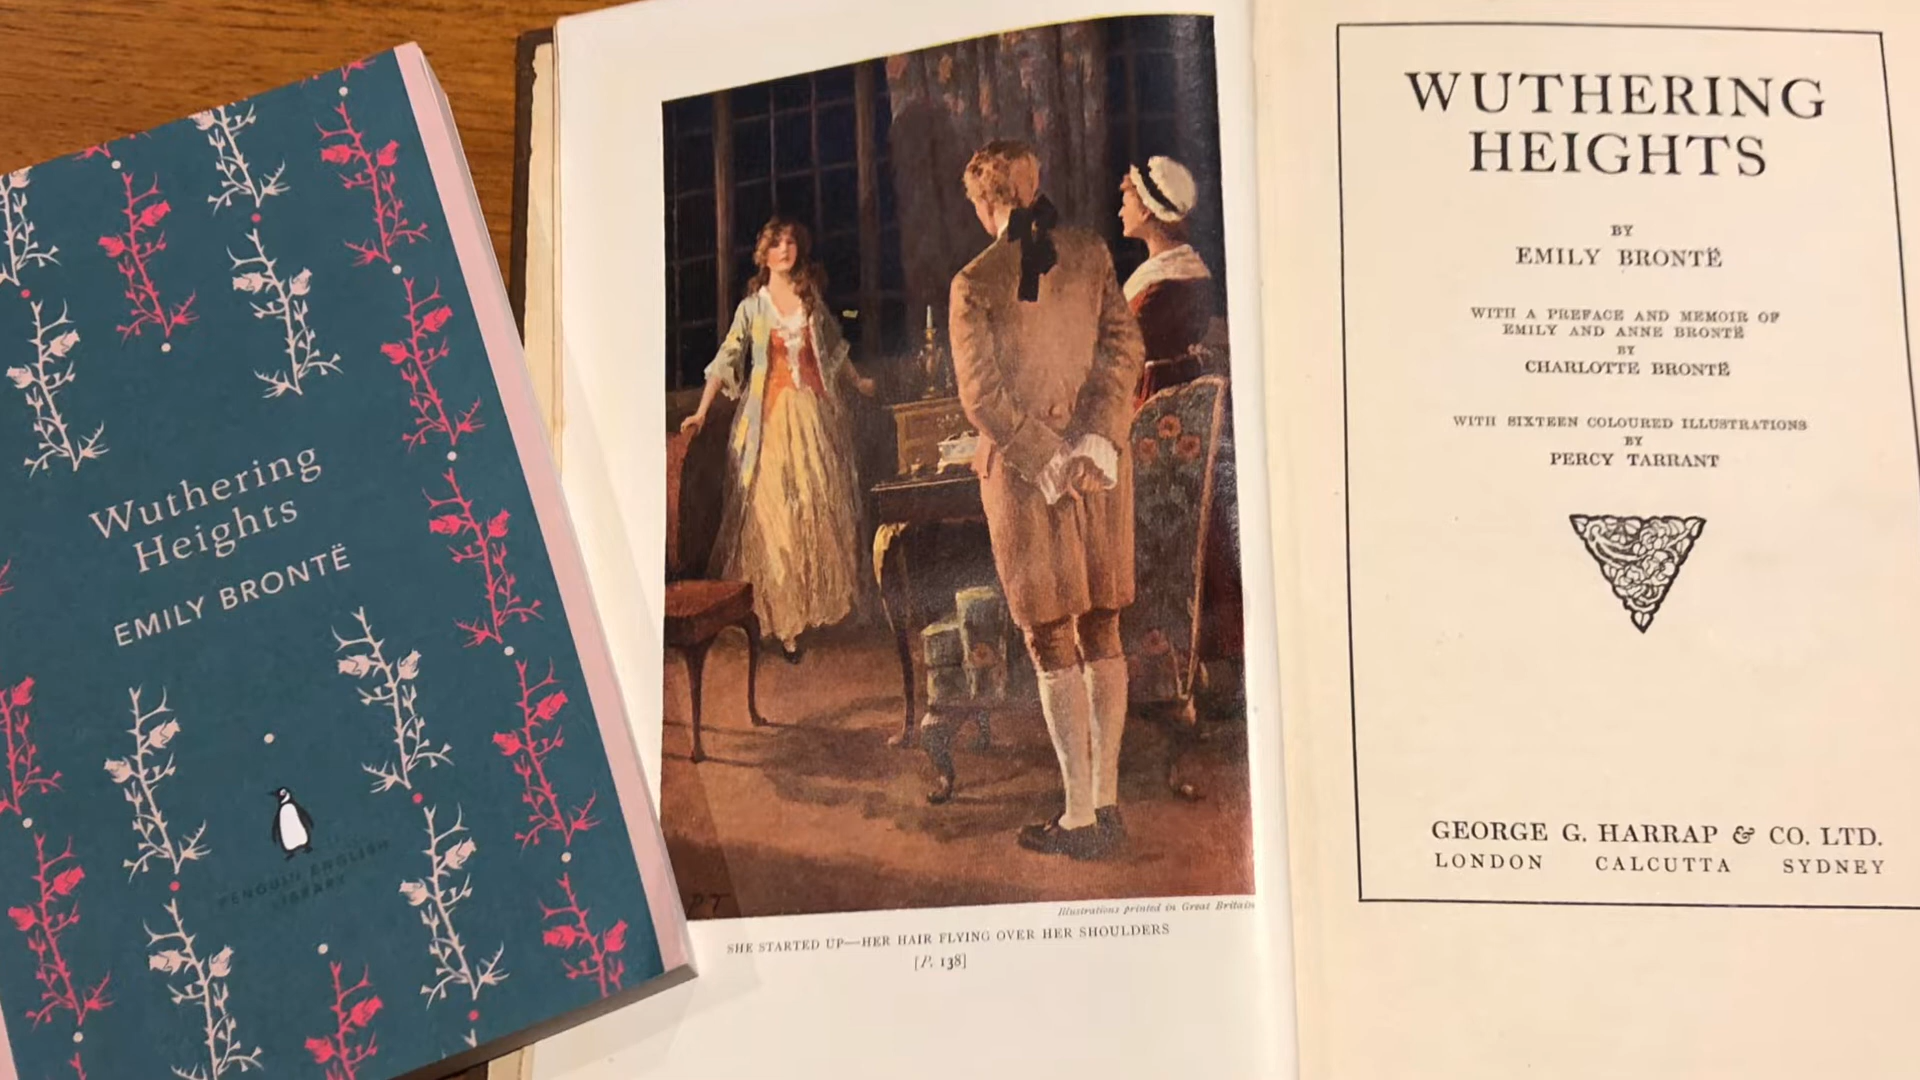 Wuthering
Heights
EMILY BRONTË
PENGUIN ENGLISH
LIBRARY
PT
Illustrations printed in Great Britain
SHE STARTED UP—HER HAIR FLYING OVER HER SHOULDERS
[P. 138]
WUTHERING
HEIGHTS
BY
EMILY BRONTË
WITH A PREFACE AND MEMOIR OF
EMILY AND ANNE BRONTË
BY
CHARLOTTE BRONTË
WITH SIXTEEN COLOURED ILLUSTRATIONS
BY
PERCY TARRANT
GEORGE G. HARRAP & CO. LTD.
LONDON CALCUTTA SYDNEY